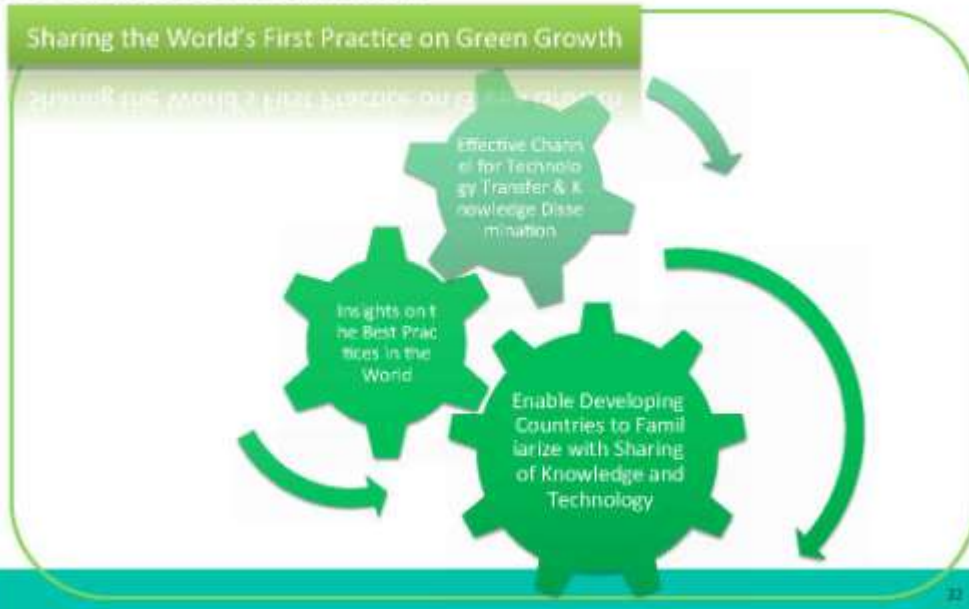 Sharing the World's First Practice on Green Growth
Effective Chann
el for Technolo
gy Transfer & K
nowledge Disse
mination
Insights on t
he Best Prac
tices in the
World
Enable Developing
Countries to Famil
iarize with Sharing
of Knowledge and
Technology